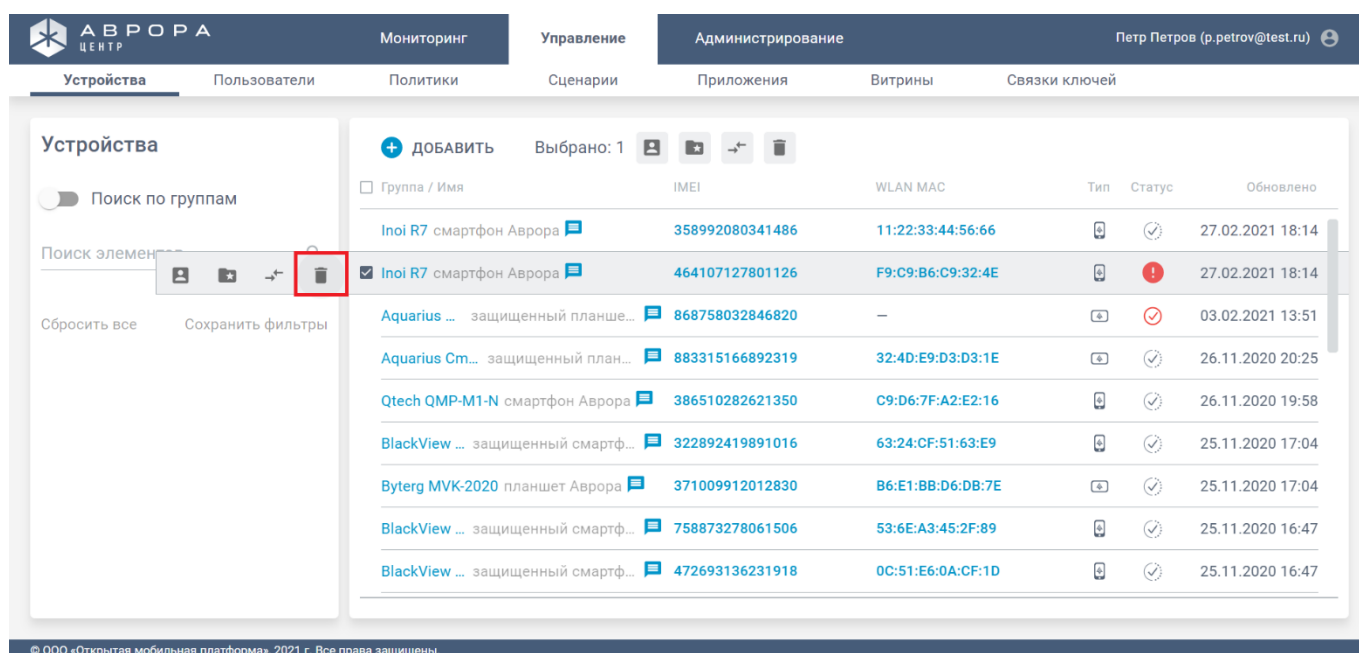 АВРОРА
ЦЕНТР
Мониторинг Управление Администрирование Петр Петров (p.petrov@test.ru)
Устройства Пользователи Политики Сценарии Приложения Витрины Связки ключей
Устройства
Поиск по группам
Поиск
Сбросить все Сохранить фильтры
ДОБАВИТЬ Выбрано: 1
Группа / Имя IMEI WLAN MAC Тип Статус Обновлено
Inoi R7 смартфон Аврора 358992080341486 11:22:33:44:56:66 27.02.2021 18:14
Inoi R7 смартфон Аврора 464107127801126 F9:C9:B6:C9:32:4E 27.02.2021 18:14
Aquarius ... защищенный планше... 868758032846820 — 03.02.2021 13:51
Aquarius Cm... защищенный план... 883315166892319 32:4D:E9:D3:D3:1E 26.11.2020 20:25
Qtech QMP-M1-N смартфон Аврора 386510282621350 C9:D6:7F:A2:E2:16 26.11.2020 19:58
BlackView ... защищенный смартф... 322892419891016 63:24:CF:51:63:E9 25.11.2020 17:04
Byterg MVK-2020 планшет Аврора 371009912012830 B6:E1:BB:D6:DB:7E 25.11.2020 17:04
BlackView ... защищенный смартф... 758873278061506 53:6E:A3:45:2F:89 25.11.2020 16:47
BlackView ... защищенный смартф... 472693136231918 0C:51:E6:0A:CF:1D 25.11.2020 16:47
© ООО «Открытая мобильная платформа», 2021 г. Все права защищены.